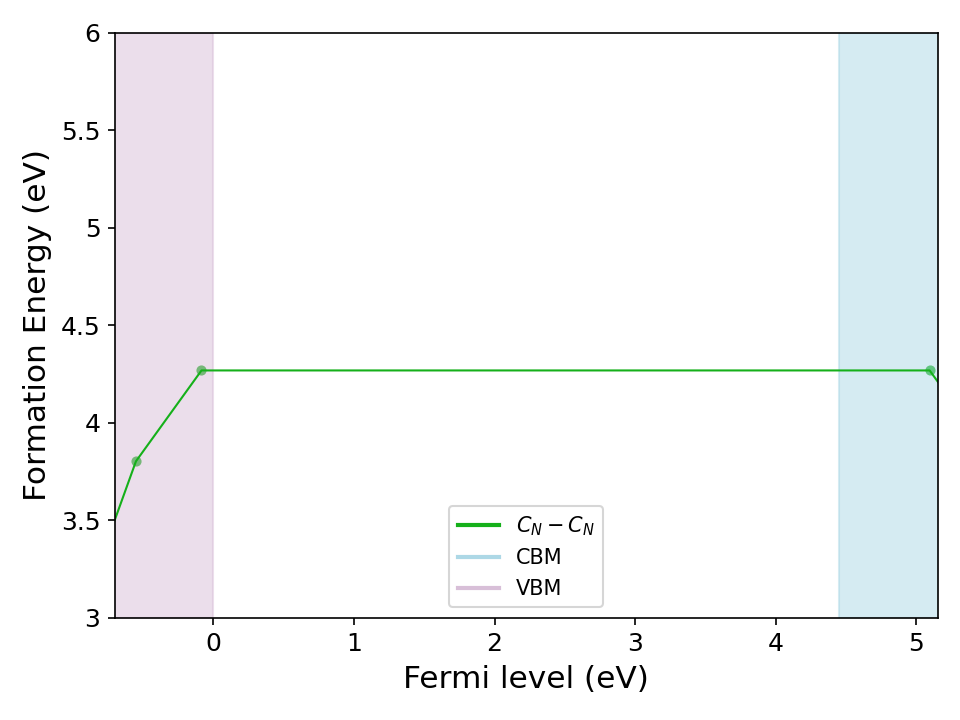 6
5.5
5
4.5
4
3.5
3
Formation Energy (eV)
C_N − C_N
CBM
VBM
0 1 2 3 4 5
Fermi level (eV)